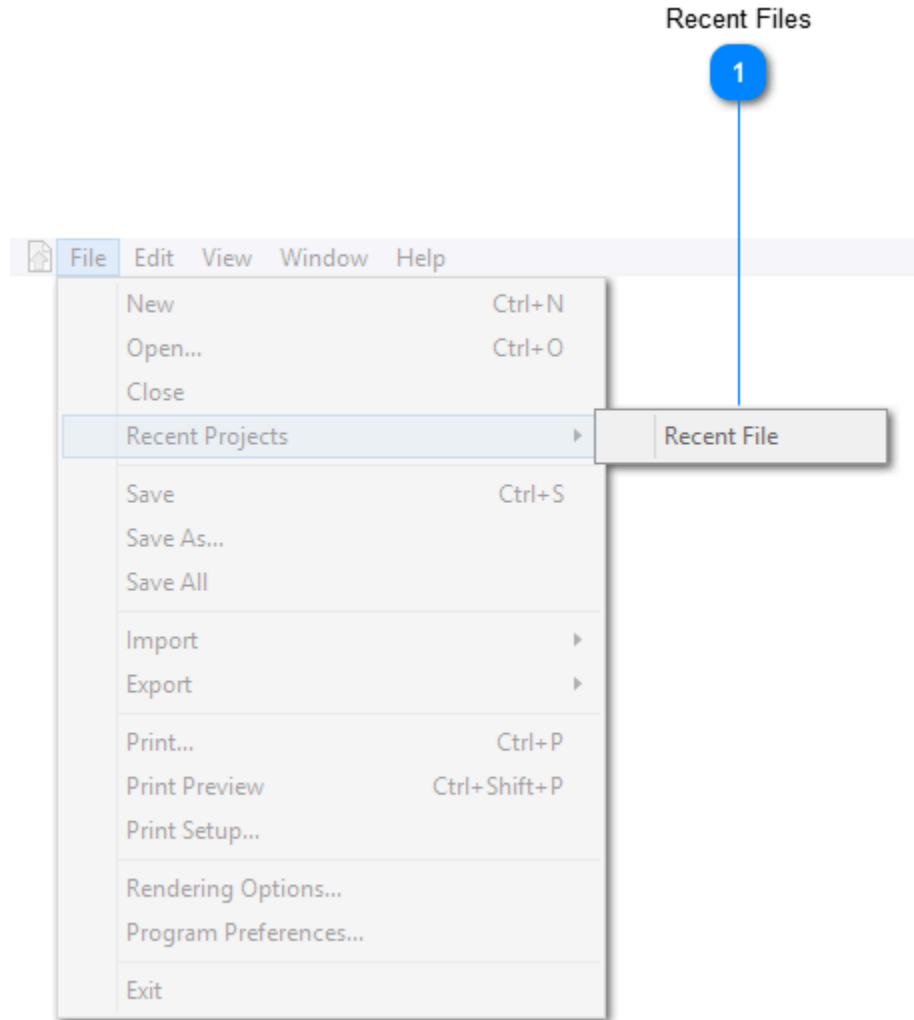 Recent Files
1
File Edit View Window Help
New Ctrl+N
Open... Ctrl+O
Close
Recent Projects Recent File
Save Ctrl+S
Save As...
Save All
Import
Export
Print... Ctrl+P
Print Preview Ctrl+Shift+P
Print Setup...
Rendering Options...
Program Preferences...
Exit